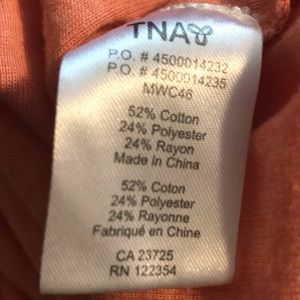 TNA
P.O. # 4500014232
P.O. # 4500014235
MWC46
52% Cotton
24% Polyester
24% Rayon
Made in China
52% Coton
24% Polyester
24% Rayonne
Fabriqué en Chine
CA 23725
RN 122354